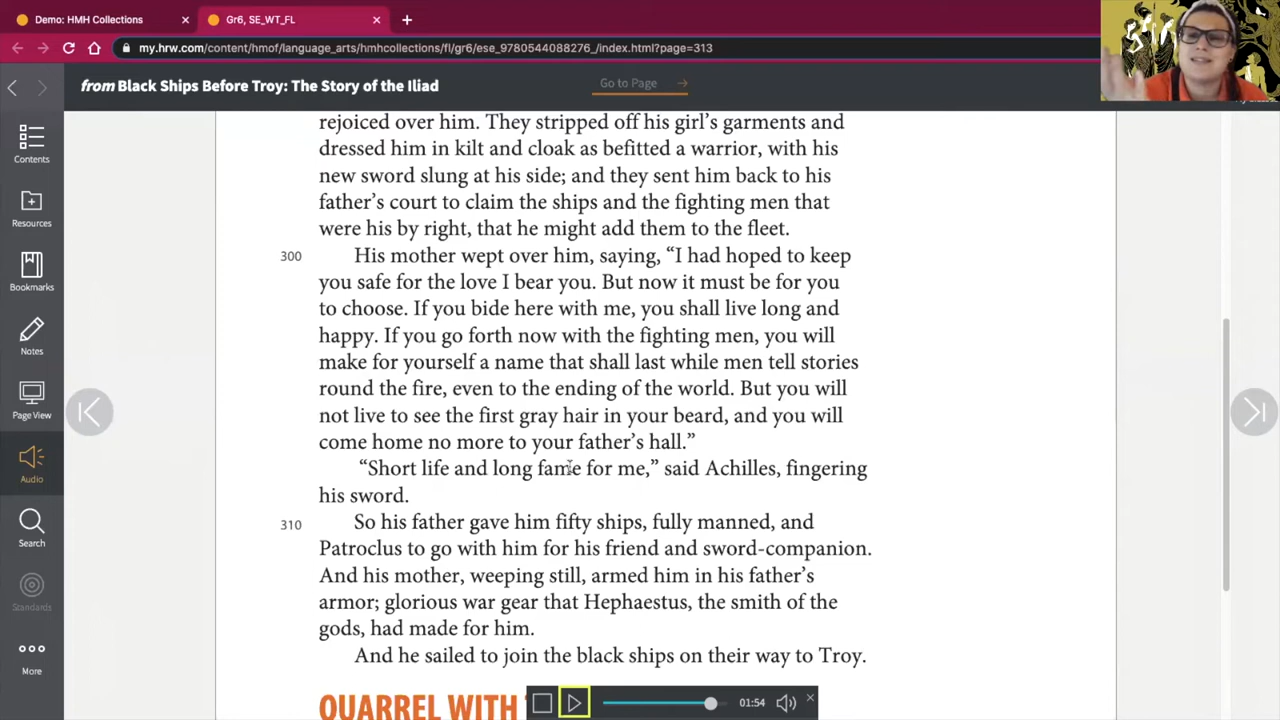 Demo: HMH Collections
Gr6, SE_WT_FL
my.hrw.com/content/hmof/language_arts/hmhcollections/fl/gr6/ese_9780544088276_/index.html?page=313
from Black Ships Before Troy: The Story of the Iliad
Go to Page
Contents
Resources
Bookmarks
Notes
Page View
Audio
Search
Standards
More
rejoiced over him. They stripped off his girl’s garments and
dressed him in kilt and cloak as befitted a warrior, with his
new sword slung at his side; and they sent him back to his
father’s court to claim the ships and the fighting men that
were his by right, that he might add them to the fleet.
300 His mother wept over him, saying, “I had hoped to keep
you safe for the love I bear you. But now it must be for you
to choose. If you bide here with me, you shall live long and
happy. If you go forth now with the fighting men, you will
make for yourself a name that shall last while men tell stories
round the fire, even to the ending of the world. But you will
not live to see the first gray hair in your beard, and you will
come home no more to your father’s hall.”
“Short life and long fame for me,” said Achilles, fingering
his sword.
310 So his father gave him fifty ships, fully manned, and
Patroclus to go with him for his friend and sword-companion.
And his mother, weeping still, armed him in his father’s
armor; glorious war gear that Hephaestus, the smith of the
gods, had made for him.
And he sailed to join the black ships on their way to Troy.
QUARREL WITH
01:54